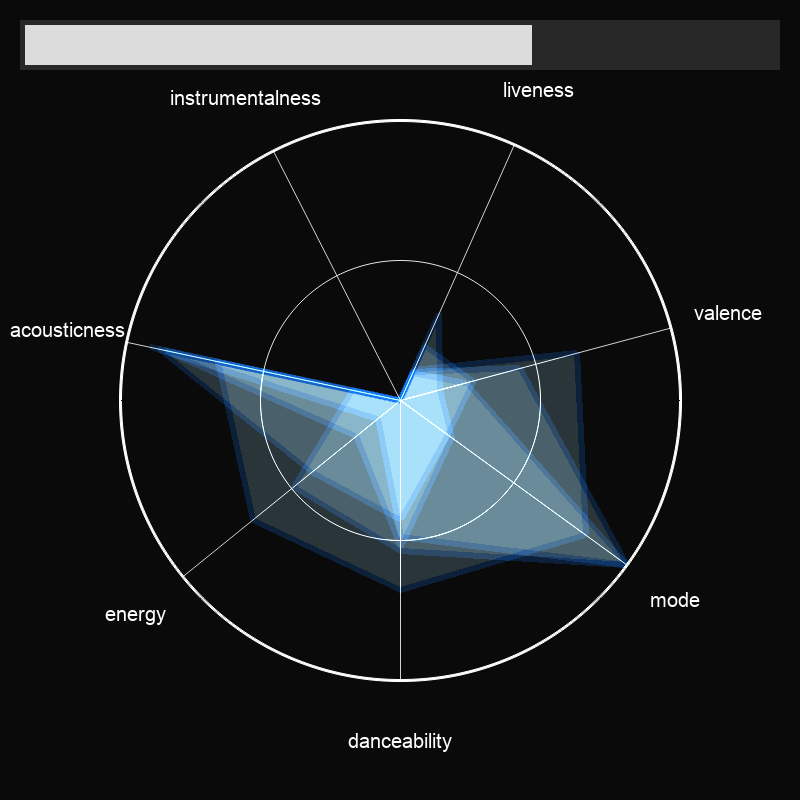 liveness
instrumentalness
valence
acousticness
mode
energy
danceability